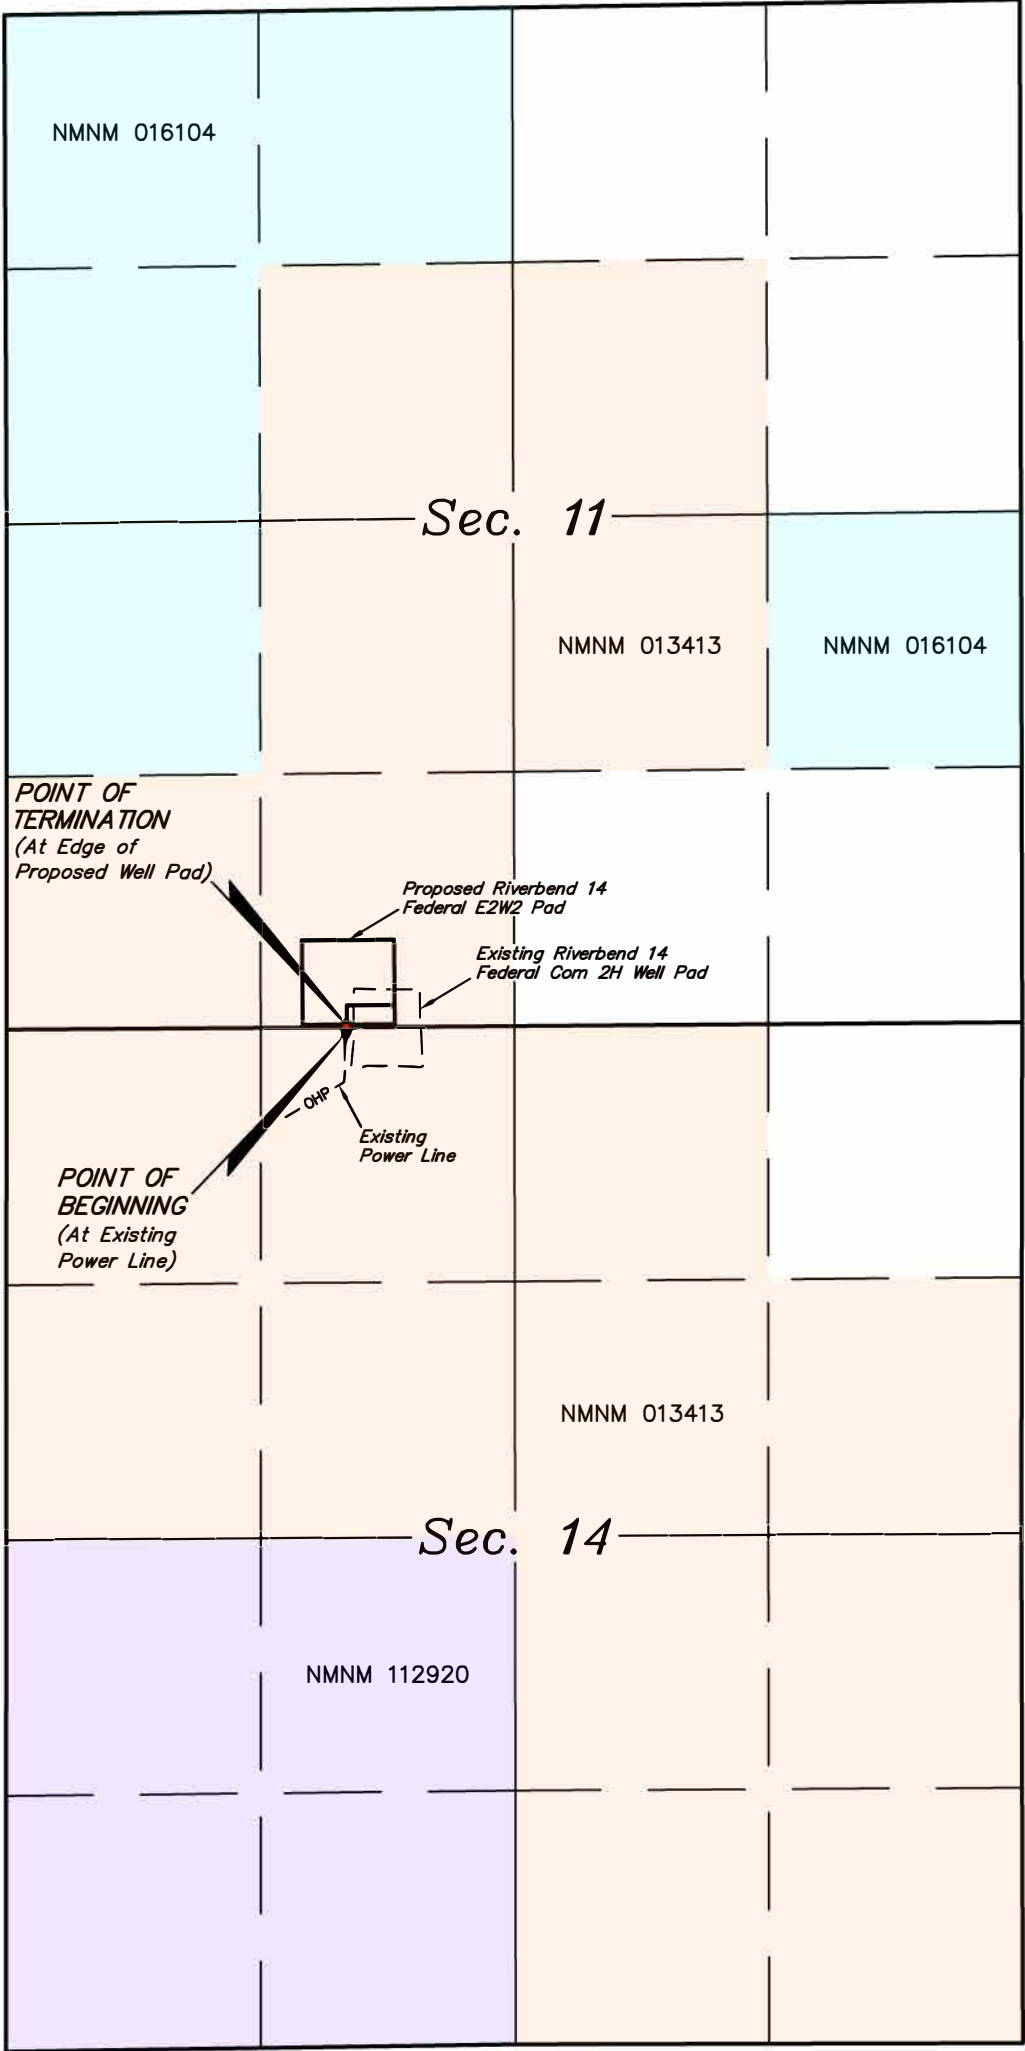 NMNM 016104
Sec. 11
NMNM 013413
NMNM 016104
POINT OF
TERMINATION
(At Edge of
Proposed Well Pad)
Proposed Riverbend 14
Federal E2W2 Pad
Existing Riverbend 14
Federal Com 2H Well Pad
OHP
Existing
Power Line
POINT OF
BEGINNING
(At Existing
Power Line)
NMNM 013413
Sec. 14
NMNM 112920